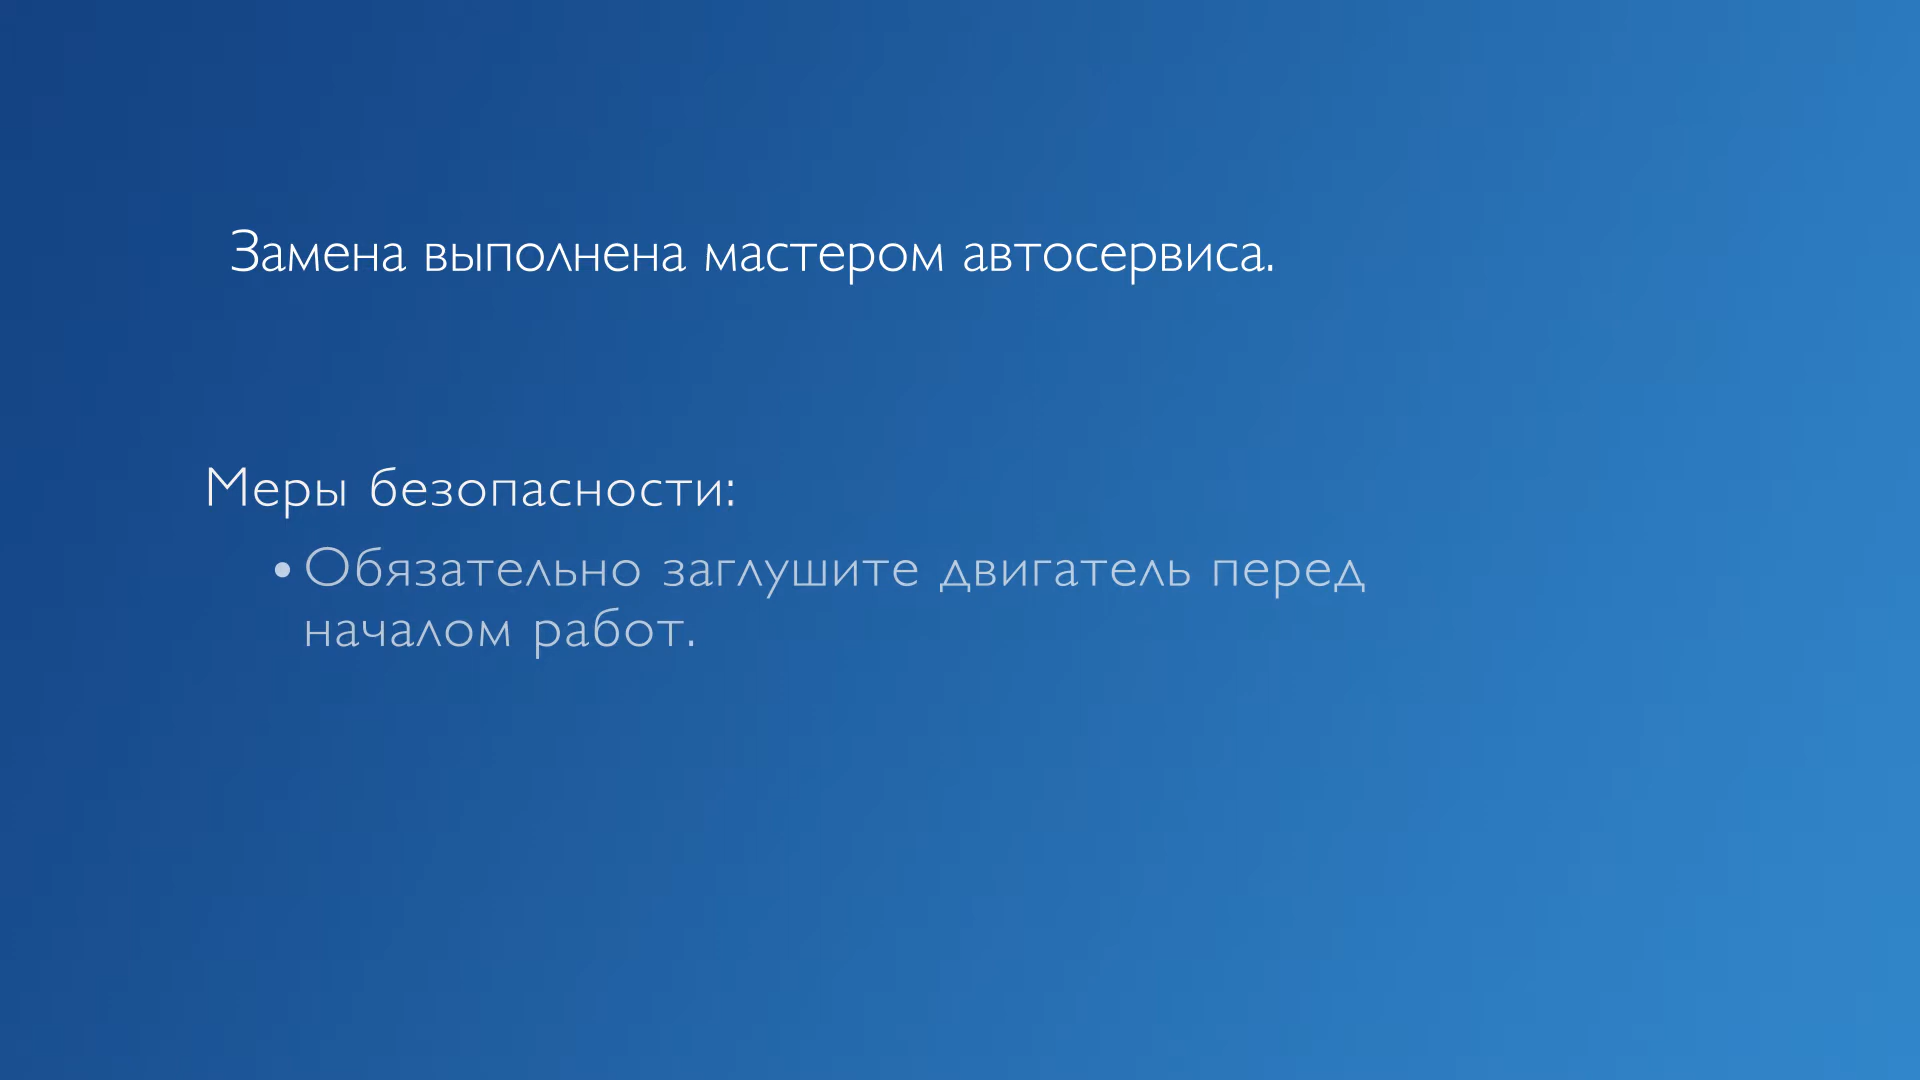 Замена выполнена мастером автосервиса.
Меры безопасности:
• Обязательно заглушите двигатель перед
началом работ.